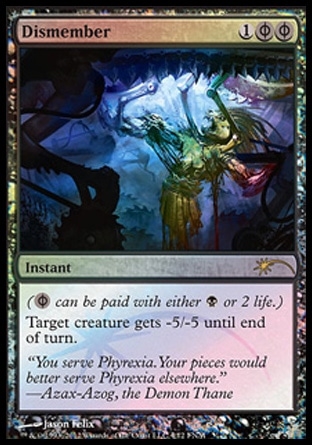 Dismember 1
Instant
( can be paid with either or 2 life.)
Target creature gets -5/-5 until end
of turn.
"You serve Phyrexia.Your pieces would
better serve Phyrexia elsewhere."
—Azax-Azog, the Demon Thane
Jason Felix